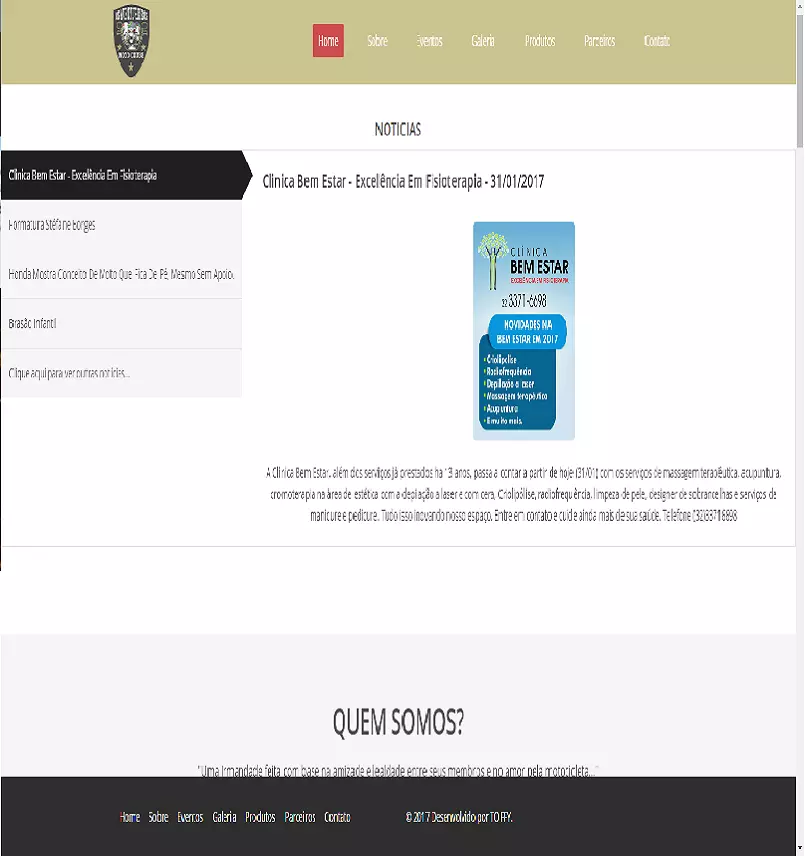 MOTO CLUBE
Home Sobre Eventos Galeria Produtos Parceiros Contato
NOTICIAS
Clinica Bem Estar - Excelência Em Fisioterapia
Formatura Stéfane Borges
Honda Mostra Conceito De Moto Que Fica De Pé, Mesmo Sem Apoio.
Brasão Infantil
Clique aqui para ver outras notícias...
Clinica Bem Estar - Excelência Em Fisioterapia - 31/01/2017
CLÍNICA
BEM ESTAR
EXCELÊNCIA EM FISIOTERAPIA
32 3371-6698
NOVIDADES NA
BEM ESTAR EM 2017
• Criolipólise
• Radiofrequência
• Depilação a laser
• Massagem terapêutica
• Acupuntura
E muito mais.
A Clínica Bem Estar, além dos serviços já prestados há 13 anos, passa a contar a partir de hoje (31/01) com os serviços de massagem terapêutica, acupuntura,
cromoterapia na área de estética com a depilação a laser e com cera, Criolipólise, radiofrequência, limpeza de pele, designer de sobrancelhas e serviços de
manicure e pedicure. Tudo isso inovando nosso espaço. Entre em contato e cuide ainda mais de sua saúde. Telefone (32)33716698
QUEM SOMOS?
"Uma Irmandade feita com base na amizade e lealdade entre seus membros e no amor pela motocicleta..."
Home Sobre Eventos Galeria Produtos Parceiros Contato © 2017 Desenvolvido por TOFFY.